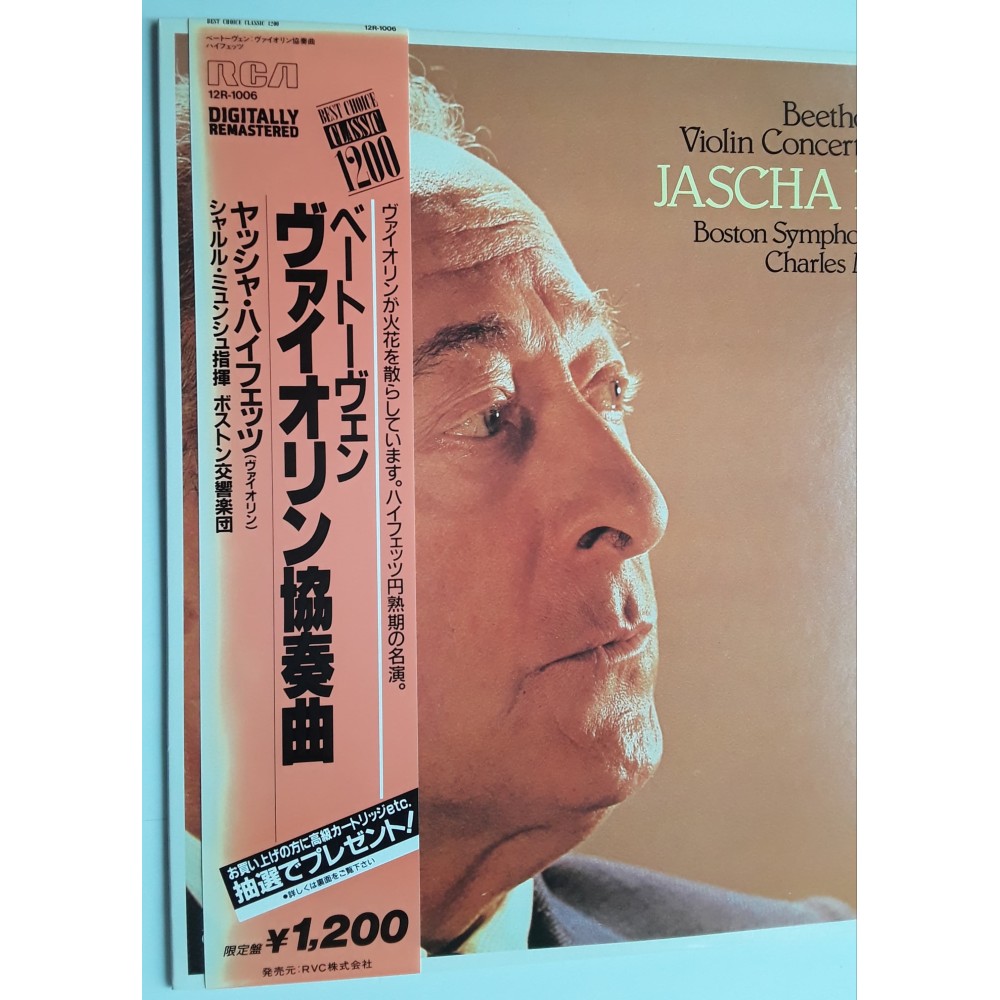 BEST CHOICE CLASSIC 1200
12R-1006
ベートーヴェン：ヴァイオリン協奏曲
ハイフェッツ
RCA
12R-1006
DIGITALLY
REMASTERED
BEST CHOICE
CLASSIC
1200
ヴァイオリンが火花を散らしています。ハイフェッツ円熟期の名演。
ベートーヴェン
ヴァイオリン協奏曲
ヤッシャ・ハイフェッツ(ヴァイオリン)
シャルル・ミュンシュ指揮 ボストン交響楽団
お買い上げの方に高級カートリッジetc.
抽選でプレゼント!
●詳しくは裏面をご覧下さい
限定盤 ¥1,200
発売元:RVC株式会社
Beetho
Violin Concert
JASCHA
Boston Sympho
Charles